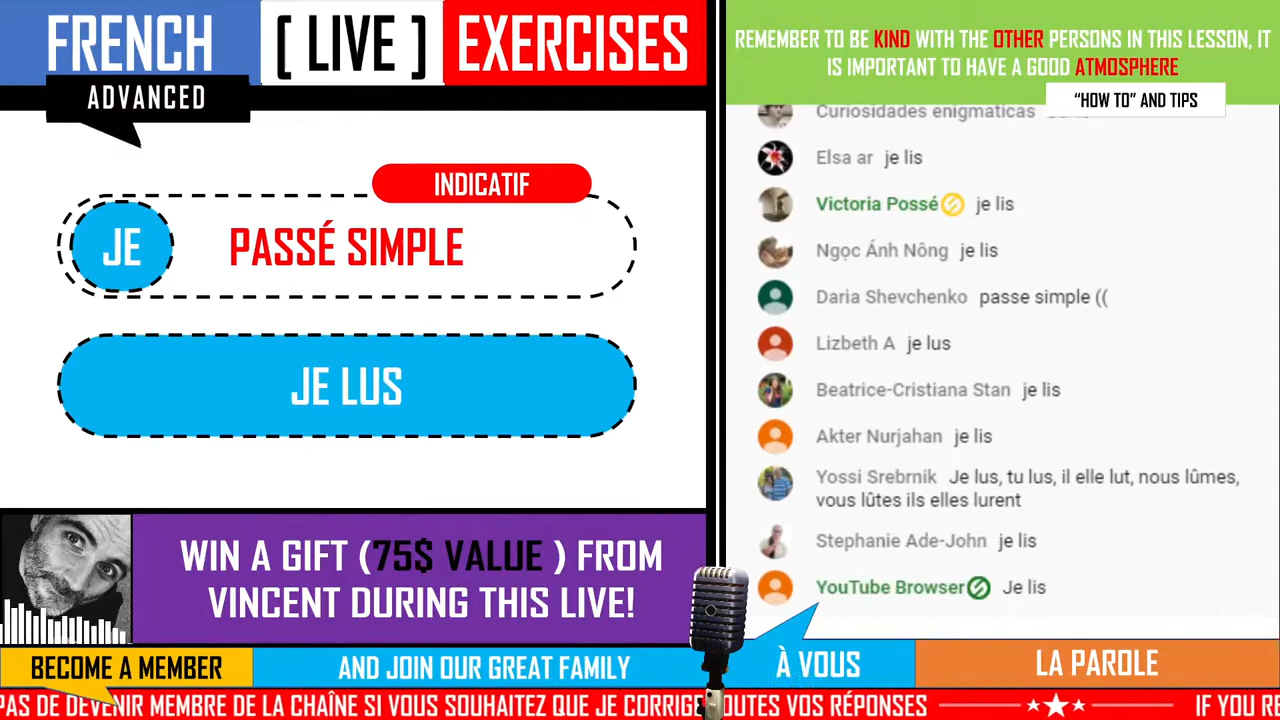 FRENCH [ LIVE ] EXERCISES
ADVANCED
INDICATIF
JE PASSÉ SIMPLE
JE LUS
WIN A GIFT (75$ VALUE ) FROM
VINCENT DURING THIS LIVE!
BECOME A MEMBER
AND JOIN OUR GREAT FAMILY
REMEMBER TO BE KIND WITH THE OTHER PERSONS IN THIS LESSON, IT
IS IMPORTANT TO HAVE A GOOD ATMOSPHERE
“HOW TO” AND TIPS
Curiosidades enigmaticas
Elsa ar je lis
Victoria Possé je lis
Ngọc Ánh Nông je lis
Daria Shevchenko passe simple ((
Lizbeth A je lus
Beatrice-Cristiana Stan je lis
Akter Nurjahan je lis
Yossi Srebrnik Je lus, tu lus, il elle lut, nous lûmes,
vous lûtes ils elles lurent
Stephanie Ade-John je lis
YouTube Browser Je lis
À VOUS
LA PAROLE
PAS DE DEVENIR MEMBRE DE LA CHAÎNE SI VOUS SOUHAITEZ QUE JE CORRIG OUTES VOS RÉPONSES IF YOU RE